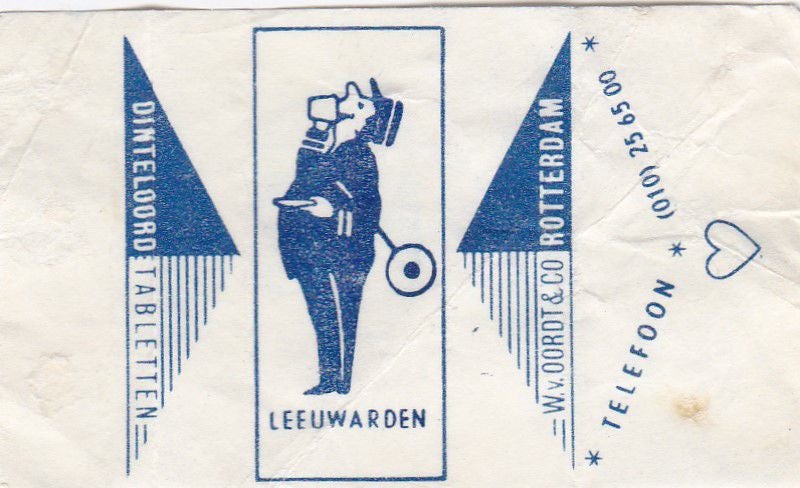 DINTELOORD TABLETTEN=
LEEUWARDEN
=W.v.OORDT&CO ROTTERDAM
* TELEFOON * (010) 25 65 00 *